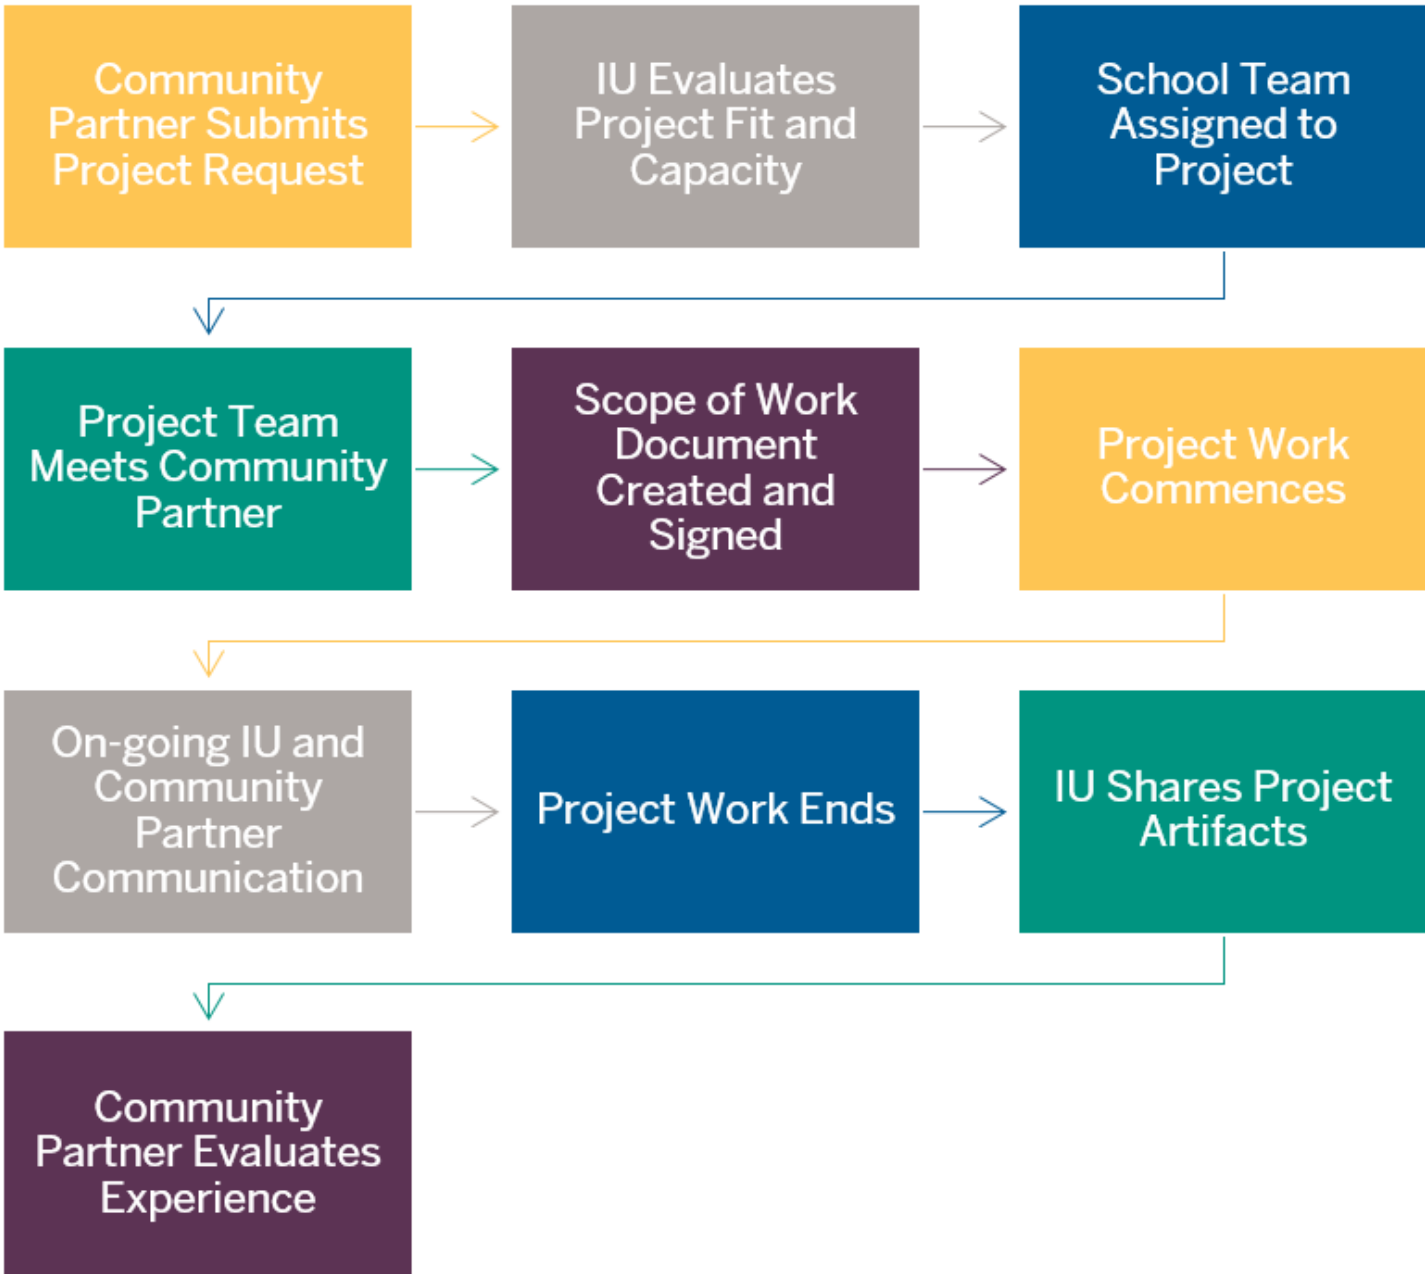 Community
Partner Submits
Project Request
IU Evaluates
Project Fit and
Capacity
School Team
Assigned to
Project
Project Team
Meets Community
Partner
Scope of Work
Document
Created and
Signed
Project Work
Commences
On-going IU and
Community
Partner
Communication
Project Work Ends
IU Shares Project
Artifacts
Community
Partner Evaluates
Experience